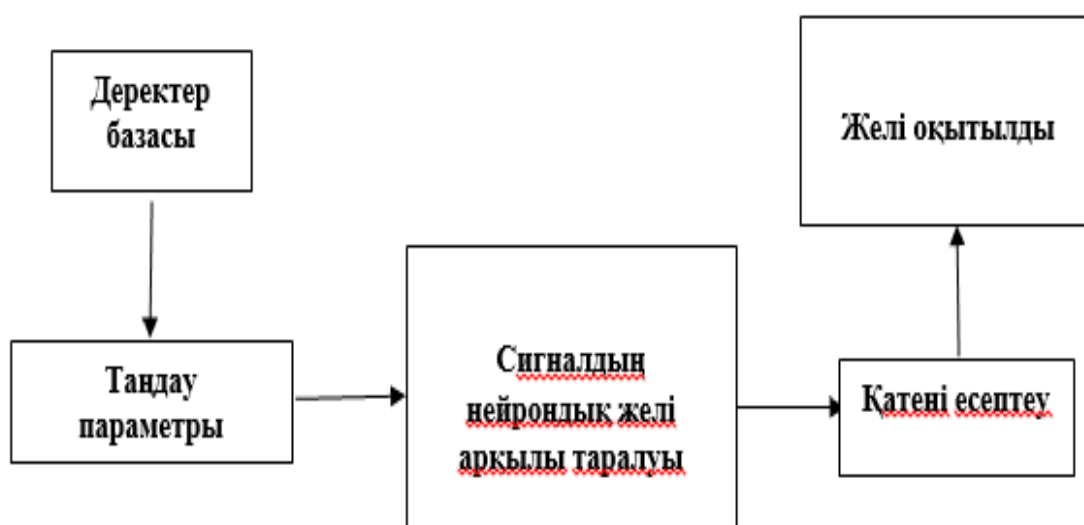 Деректер
базасы
Таңдау
параметры
Сигналдың
нейрондық желі
арқылы таралуы
Қатені есептеу
Желі оқытылды